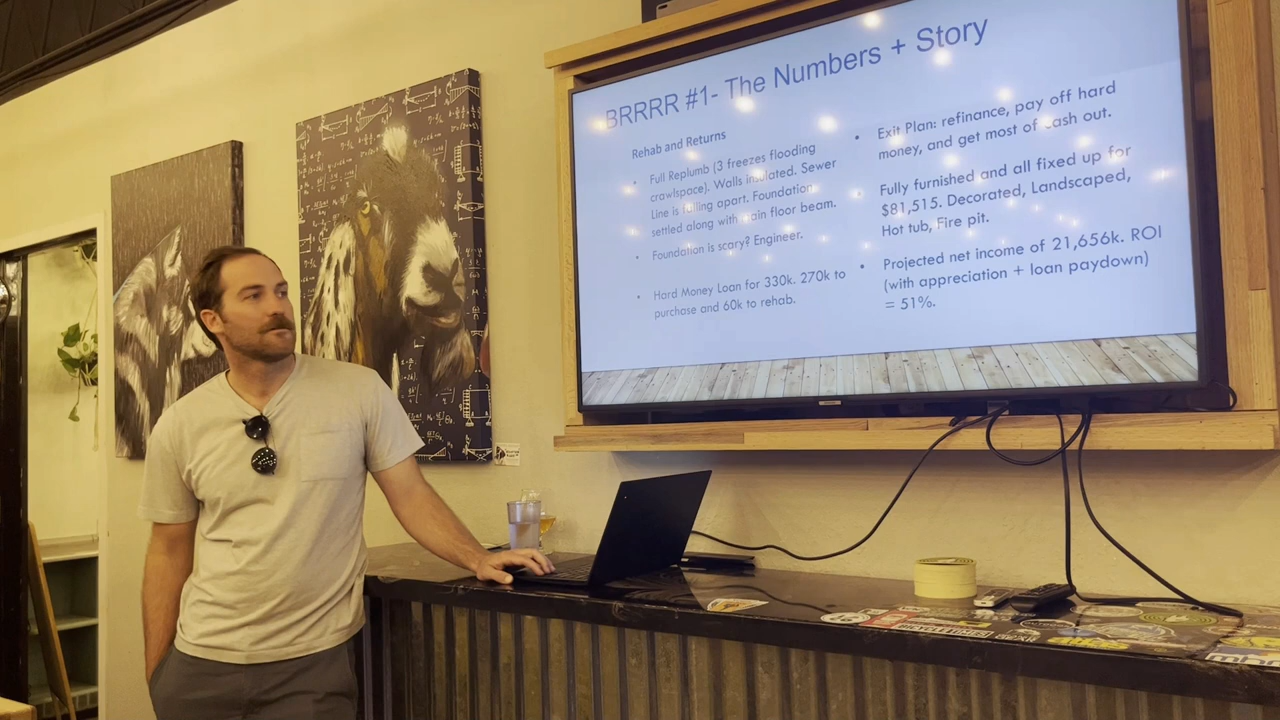 BRRRR #1- The Numbers + Story
Rehab and Returns
Full Replumb (3 freezes flooding
crawlspace). Walls insulated. Sewer
Line is falling apart. Foundation
settled along with main floor beam.
Foundation is scary? Engineer.
Hard Money Loan for 330k. 270k to
purchase and 60k to rehab.
Exit Plan: refinance, pay off hard
money, and get most of cash out.
Fully furnished and all fixed up for
$81,515. Decorated, Landscaped,
Hot tub, Fire pit.
Projected net income of 21,656k. ROI
(with appreciation + loan paydown)
= 51%.